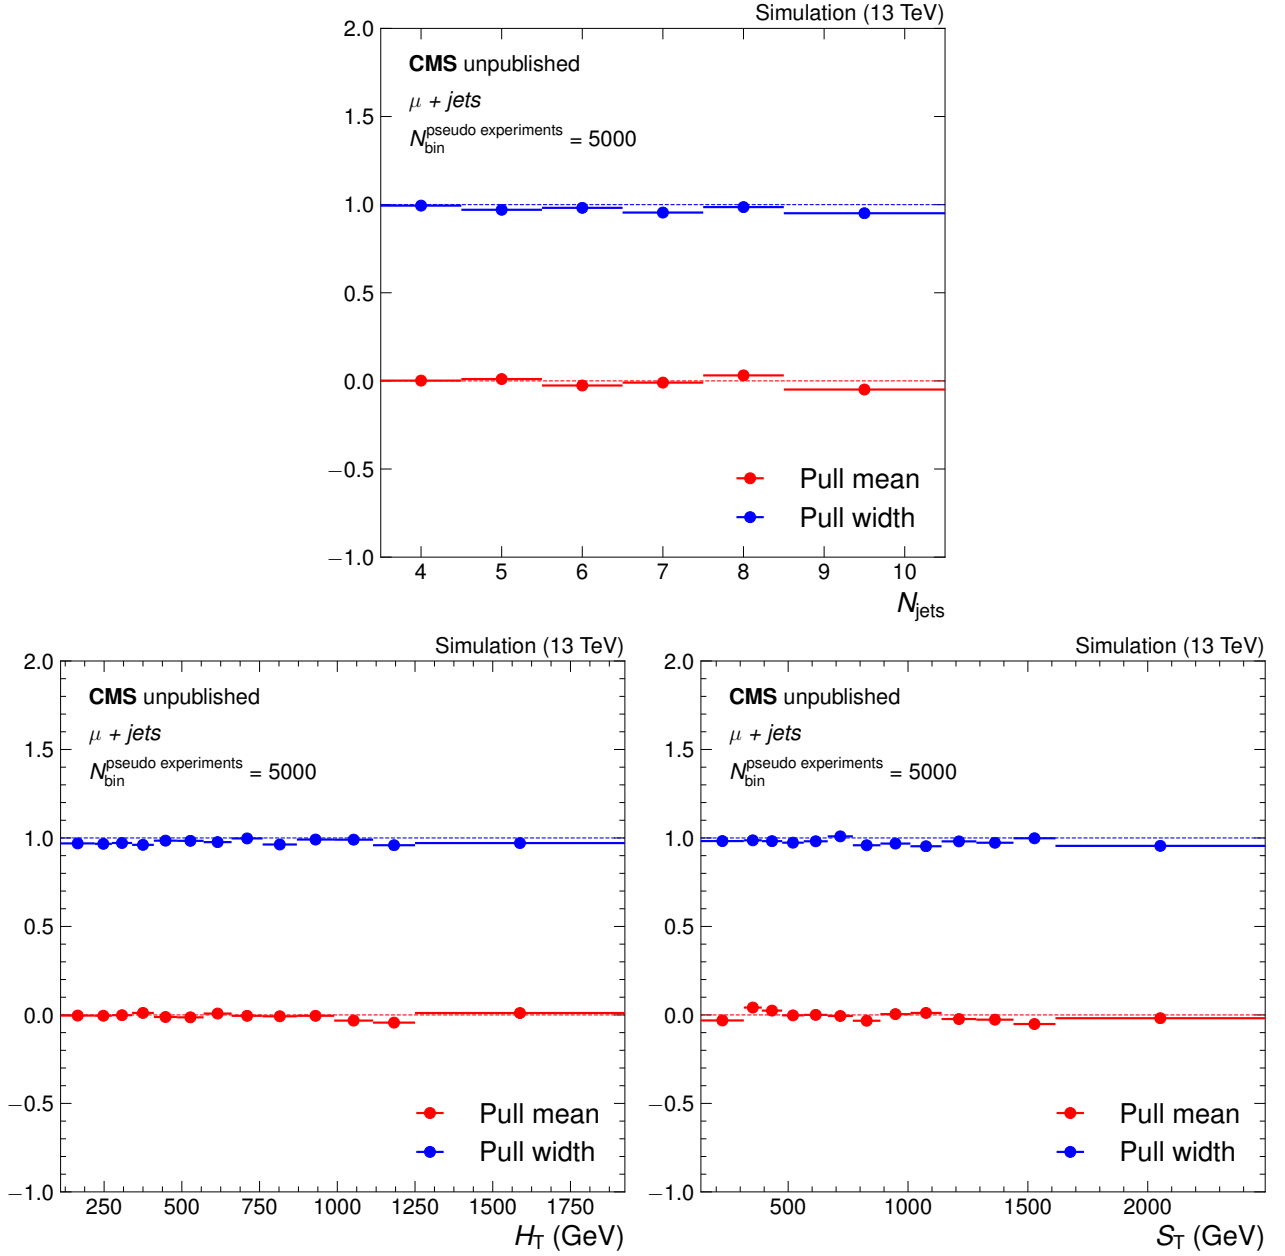 Simulation (13 TeV)
2.0
CMS unpublished
μ + jets
N_bin^pseudo experiments = 5000
1.5
1.0
0.5
0.0
−0.5
Pull mean
Pull width
−1.0
4 5 6 7 8 9 10
N_jets
Simulation (13 TeV)
2.0
CMS unpublished
μ + jets
N_bin^pseudo experiments = 5000
1.5
1.0
0.5
0.0
−0.5
Pull mean
Pull width
−1.0
250 500 750 1000 1250 1500 1750
H_T (GeV)
Simulation (13 TeV)
2.0
CMS unpublished
μ + jets
N_bin^pseudo experiments = 5000
1.5
1.0
0.5
0.0
−0.5
Pull mean
Pull width
−1.0
500 1000 1500 2000
S_T (GeV)